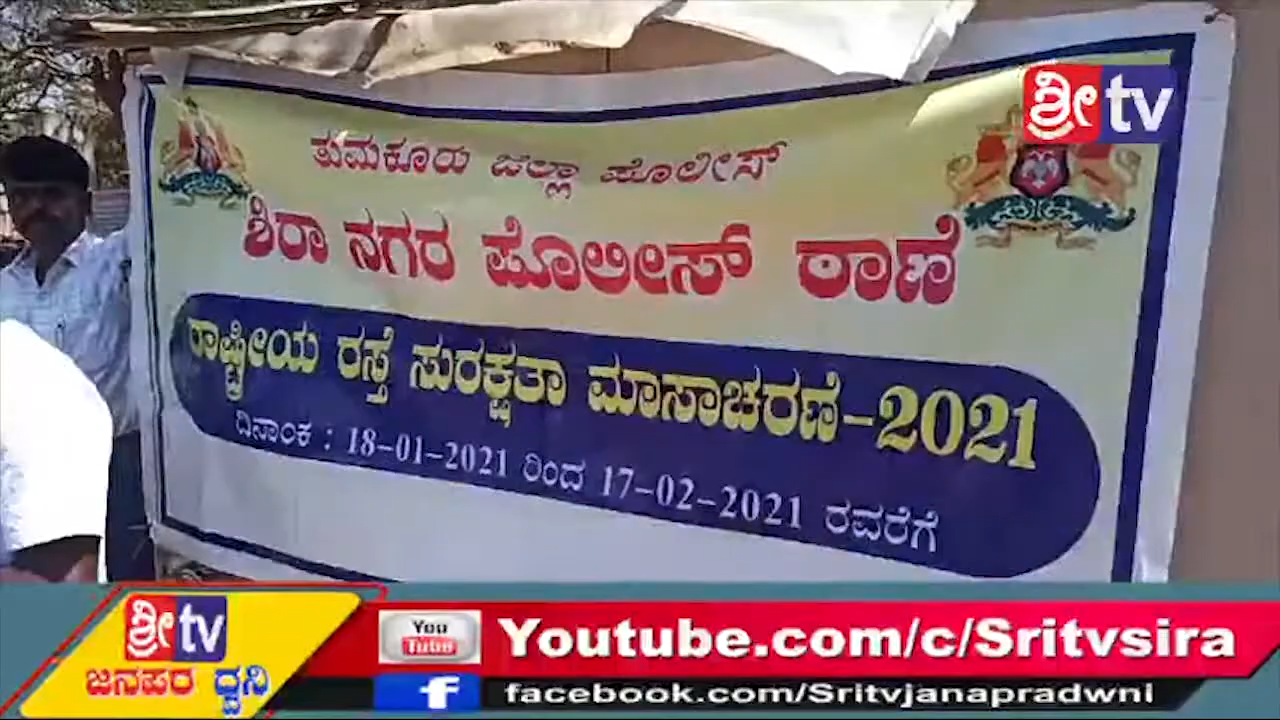 ಶ್ರೀ tv
ತುಮಕೂರು ಜಿಲ್ಲಾ ಪೊಲೀಸ್
ಶಿರಾ ನಗರ ಪೊಲೀಸ್ ಠಾಣೆ
ರಾಷ್ಟ್ರೀಯ ರಸ್ತೆ ಸುರಕ್ಷತಾ ಮಾಸಾಚರಣೆ-2021
ದಿನಾಂಕ : 18-01-2021 ರಿಂದ 17-02-2021 ರವರೆಗೆ
ಶ್ರೀ tv
ಜನಪರ ಧ್ವನಿ
You Tube
Youtube.com/c/Sritvsira
f
facebook.com/Sritvjanapradwni